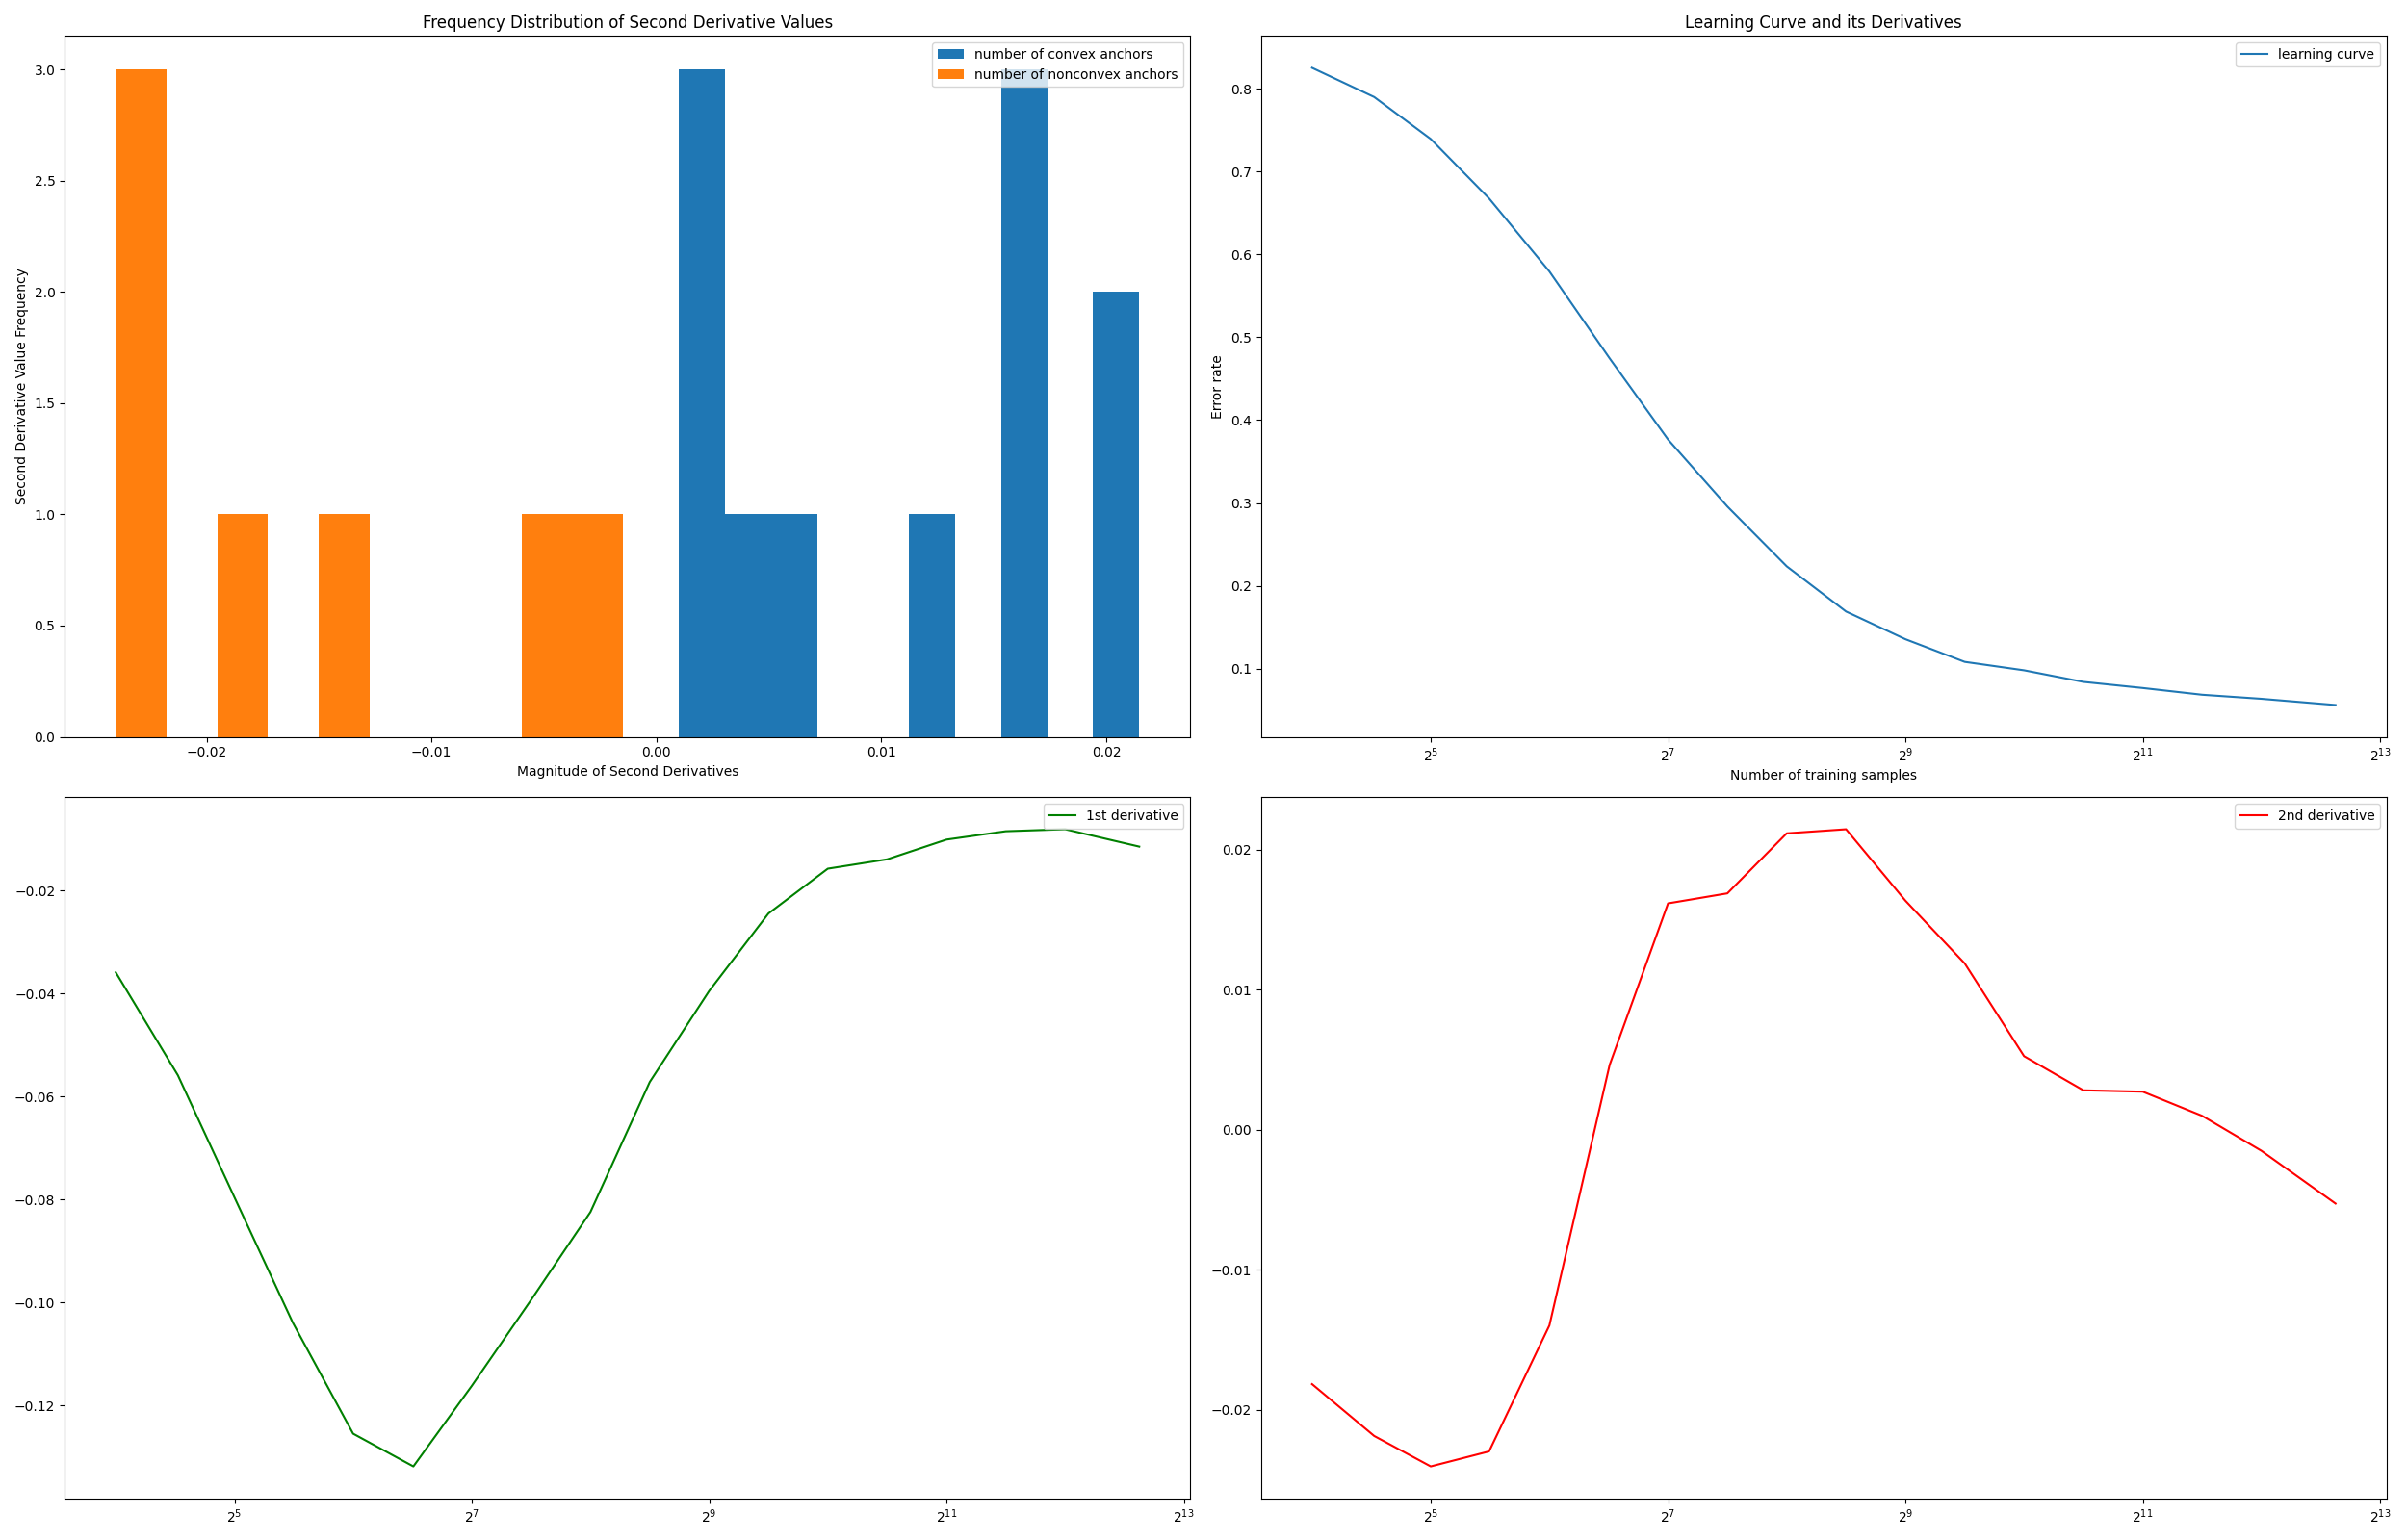 Frequency Distribution of Second Derivative Values
number of convex anchors
number of nonconvex anchors
3.0
2.5
2.0
1.5
1.0
0.5
0.0
Second Derivative Value Frequency
−0.02 −0.01 0.00 0.01 0.02
Magnitude of Second Derivatives
Learning Curve and its Derivatives
learning curve
0.8
0.7
0.6
0.5
0.4
0.3
0.2
0.1
Error rate
2^5 2^7 2^9 2^11 2^13
Number of training samples
1st derivative
−0.02
−0.04
−0.06
−0.08
−0.10
−0.12
2^5 2^7 2^9 2^11 2^13
2nd derivative
0.02
0.01
0.00
−0.01
−0.02
2^5 2^7 2^9 2^11 2^13